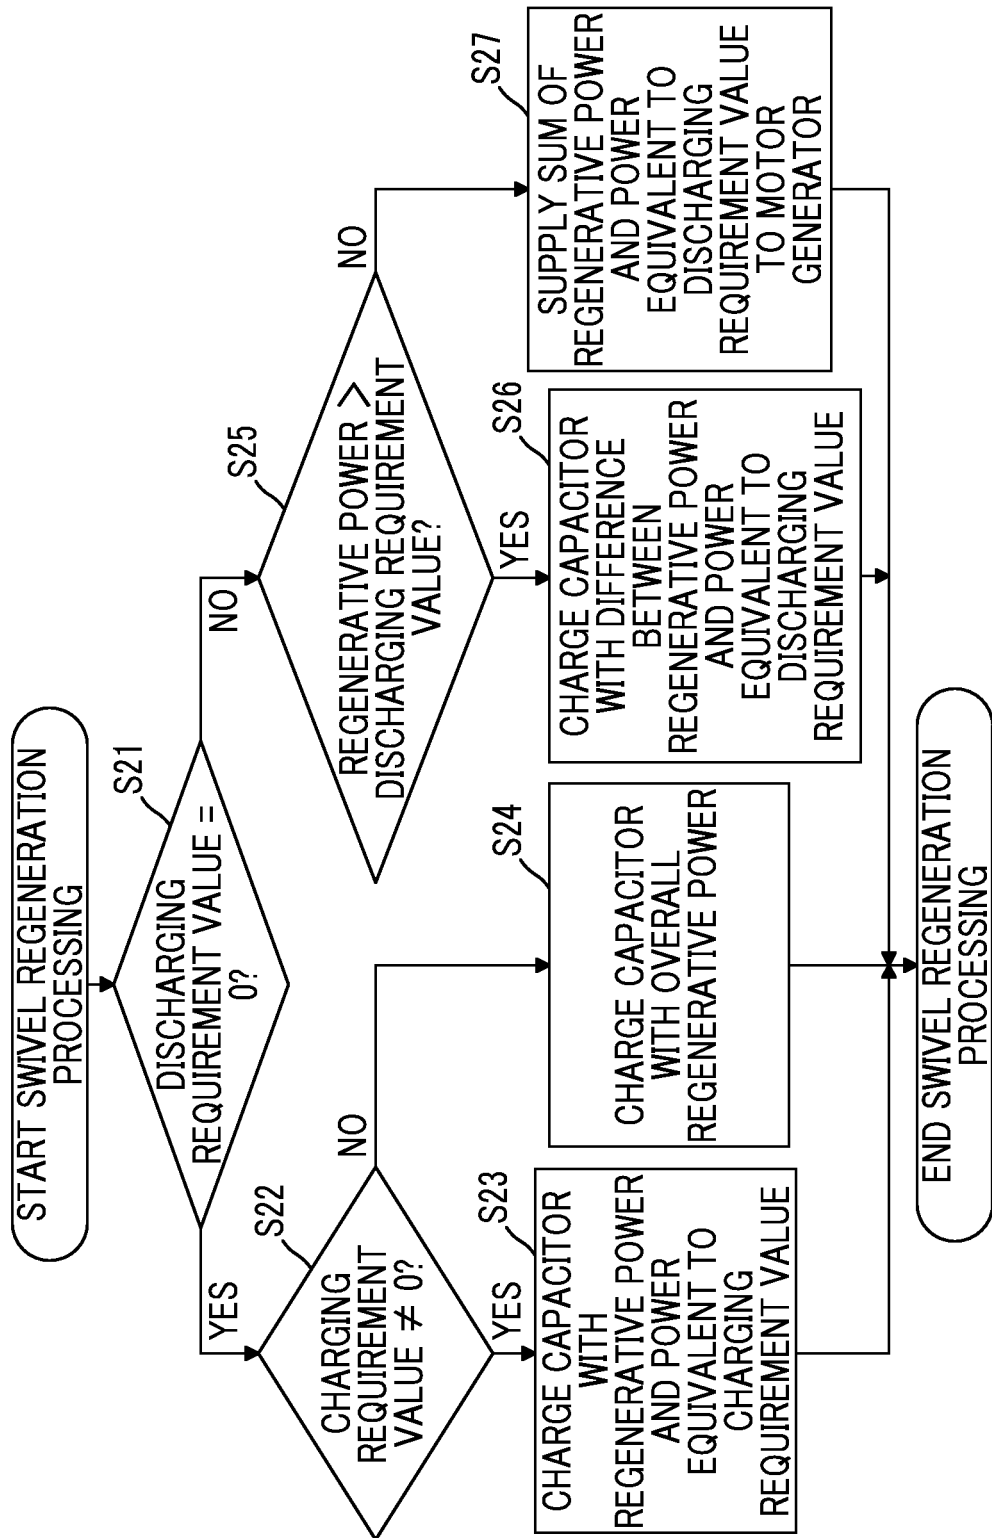 START SWIVEL REGENERATION
PROCESSING
S21
DISCHARGING
REQUIREMENT VALUE =
0?
YES
NO
S22
CHARGING
REQUIREMENT
VALUE ≠ 0?
YES
NO
S23
CHARGE CAPACITOR
WITH
REGENERATIVE POWER
AND POWER
EQUIVALENT TO
CHARGING
REQUIREMENT VALUE
S24
CHARGE CAPACITOR
WITH OVERALL
REGENERATIVE POWER
S25
REGENERATIVE POWER >
DISCHARGING REQUIREMENT
VALUE?
YES
NO
S26
CHARGE CAPACITOR
WITH DIFFERENCE
BETWEEN
REGENERATIVE POWER
AND POWER
EQUIVALENT TO
DISCHARGING
REQUIREMENT VALUE
S27
SUPPLY SUM OF
REGENERATIVE POWER
AND POWER
EQUIVALENT TO
DISCHARGING
REQUIREMENT VALUE
TO MOTOR
GENERATOR
END SWIVEL REGENERATION
PROCESSING